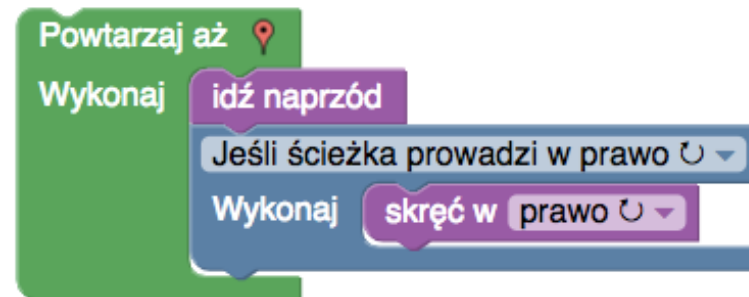 Powtarzaj aż
Wykonaj idź naprzód
Jeśli ścieżka prowadzi w prawo ↻
Wykonaj skręć w prawo ↻